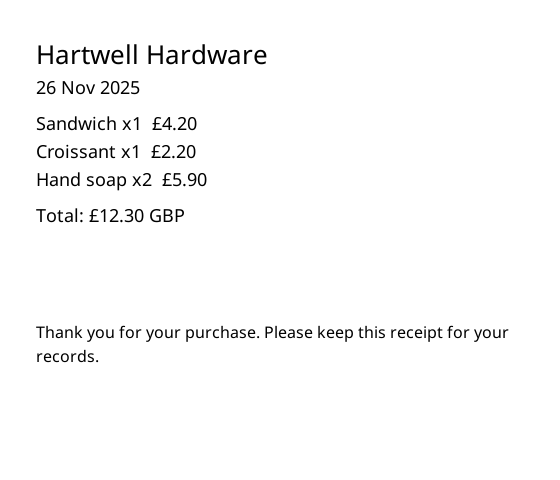 Hartwell Hardware
26 Nov 2025
Sandwich x1  £4.20
Croissant x1  £2.20
Hand soap x2  £5.90
Total: £12.30 GBP
Thank you for your purchase. Please keep this receipt for your
records.